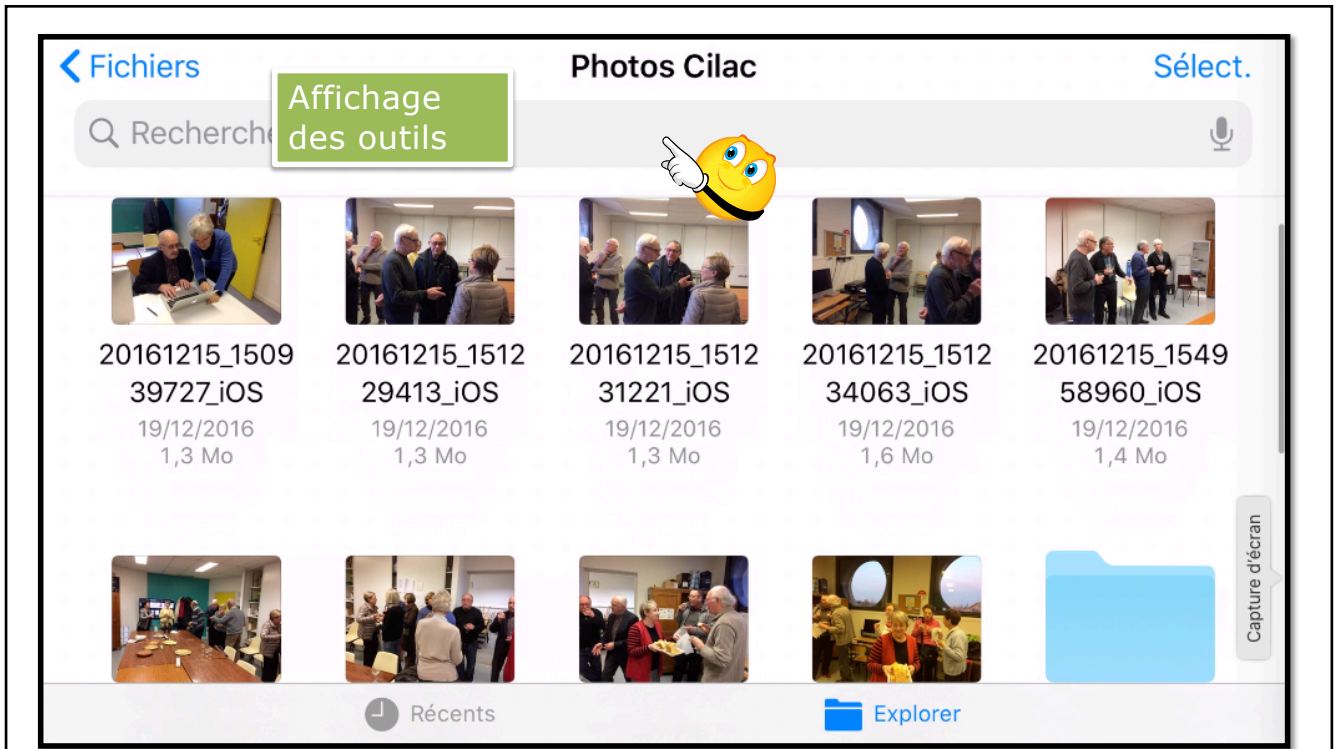 Fichiers
Photos Cilac
Sélect.
Affichage
des outils
Recherche
20161215_1509
39727_iOS
19/12/2016
1,3 Mo
20161215_1512
29413_iOS
19/12/2016
1,3 Mo
20161215_1512
31221_iOS
19/12/2016
1,3 Mo
20161215_1512
34063_iOS
19/12/2016
1,6 Mo
20161215_1549
58960_iOS
19/12/2016
1,4 Mo
Capture d'écran
Récents
Explorer